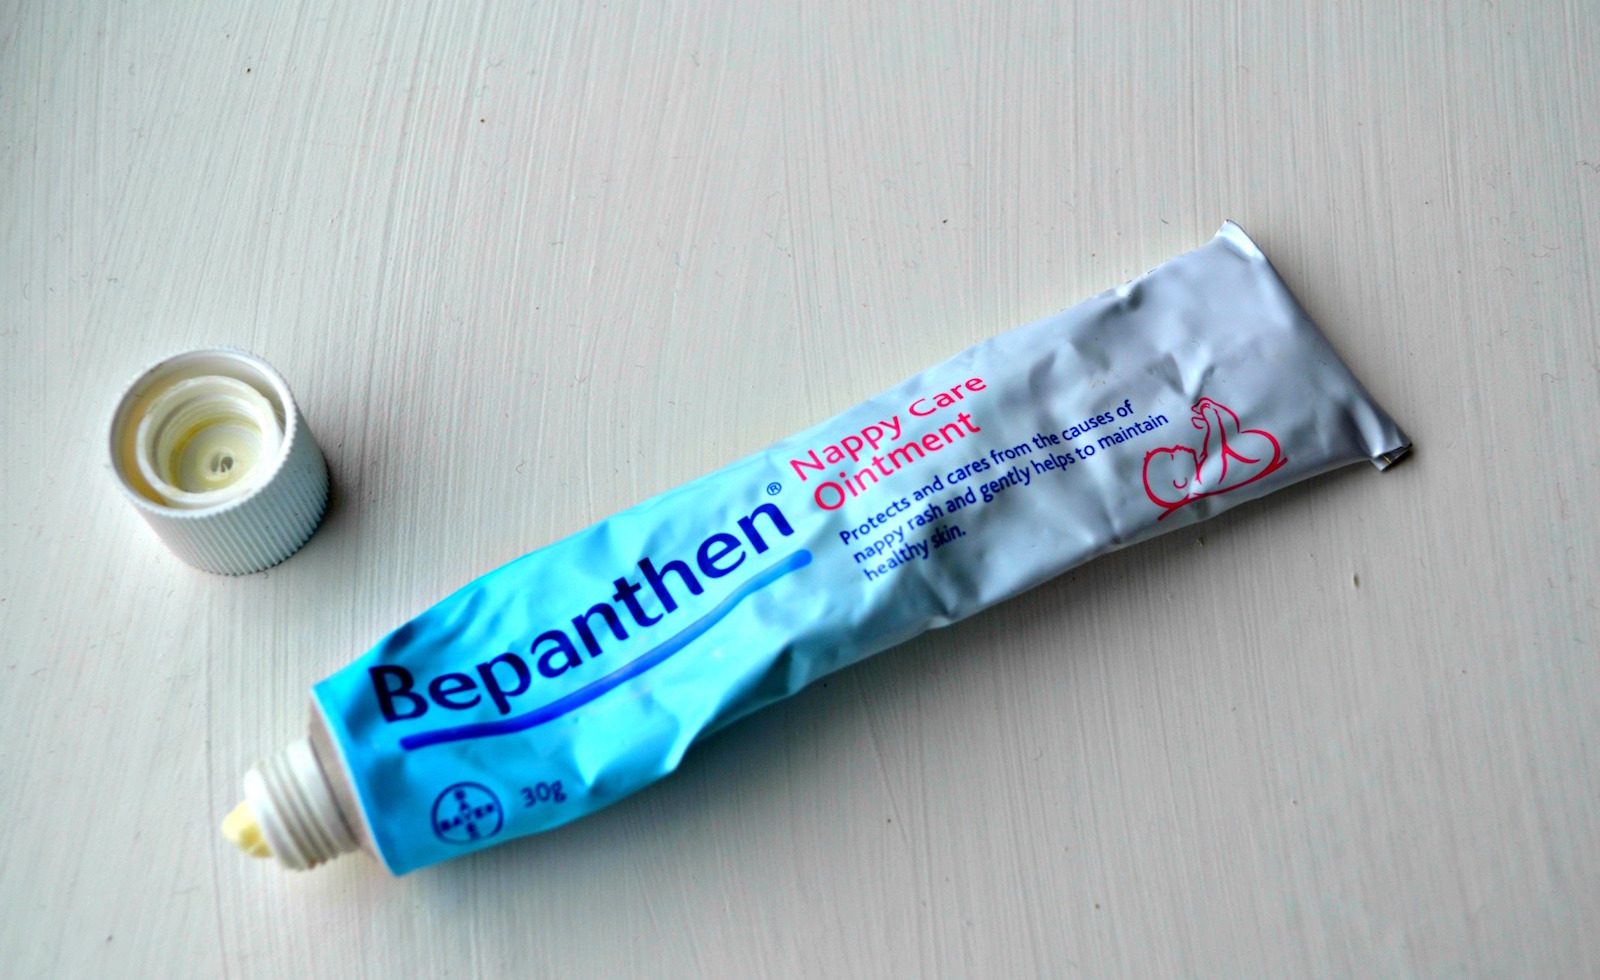 Bepanthen®
Nappy Care
Ointment
Protects and cares from the causes of
nappy rash and gently helps to maintain
healthy skin.
BAYER
30g